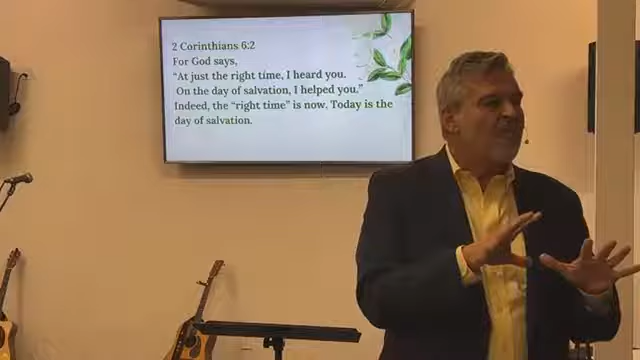 2 Corinthians 6:2
For God says,
“At just the right time, I heard you.
On the day of salvation, I helped you.”
Indeed, the “right time” is now. Today is the
day of salvation.